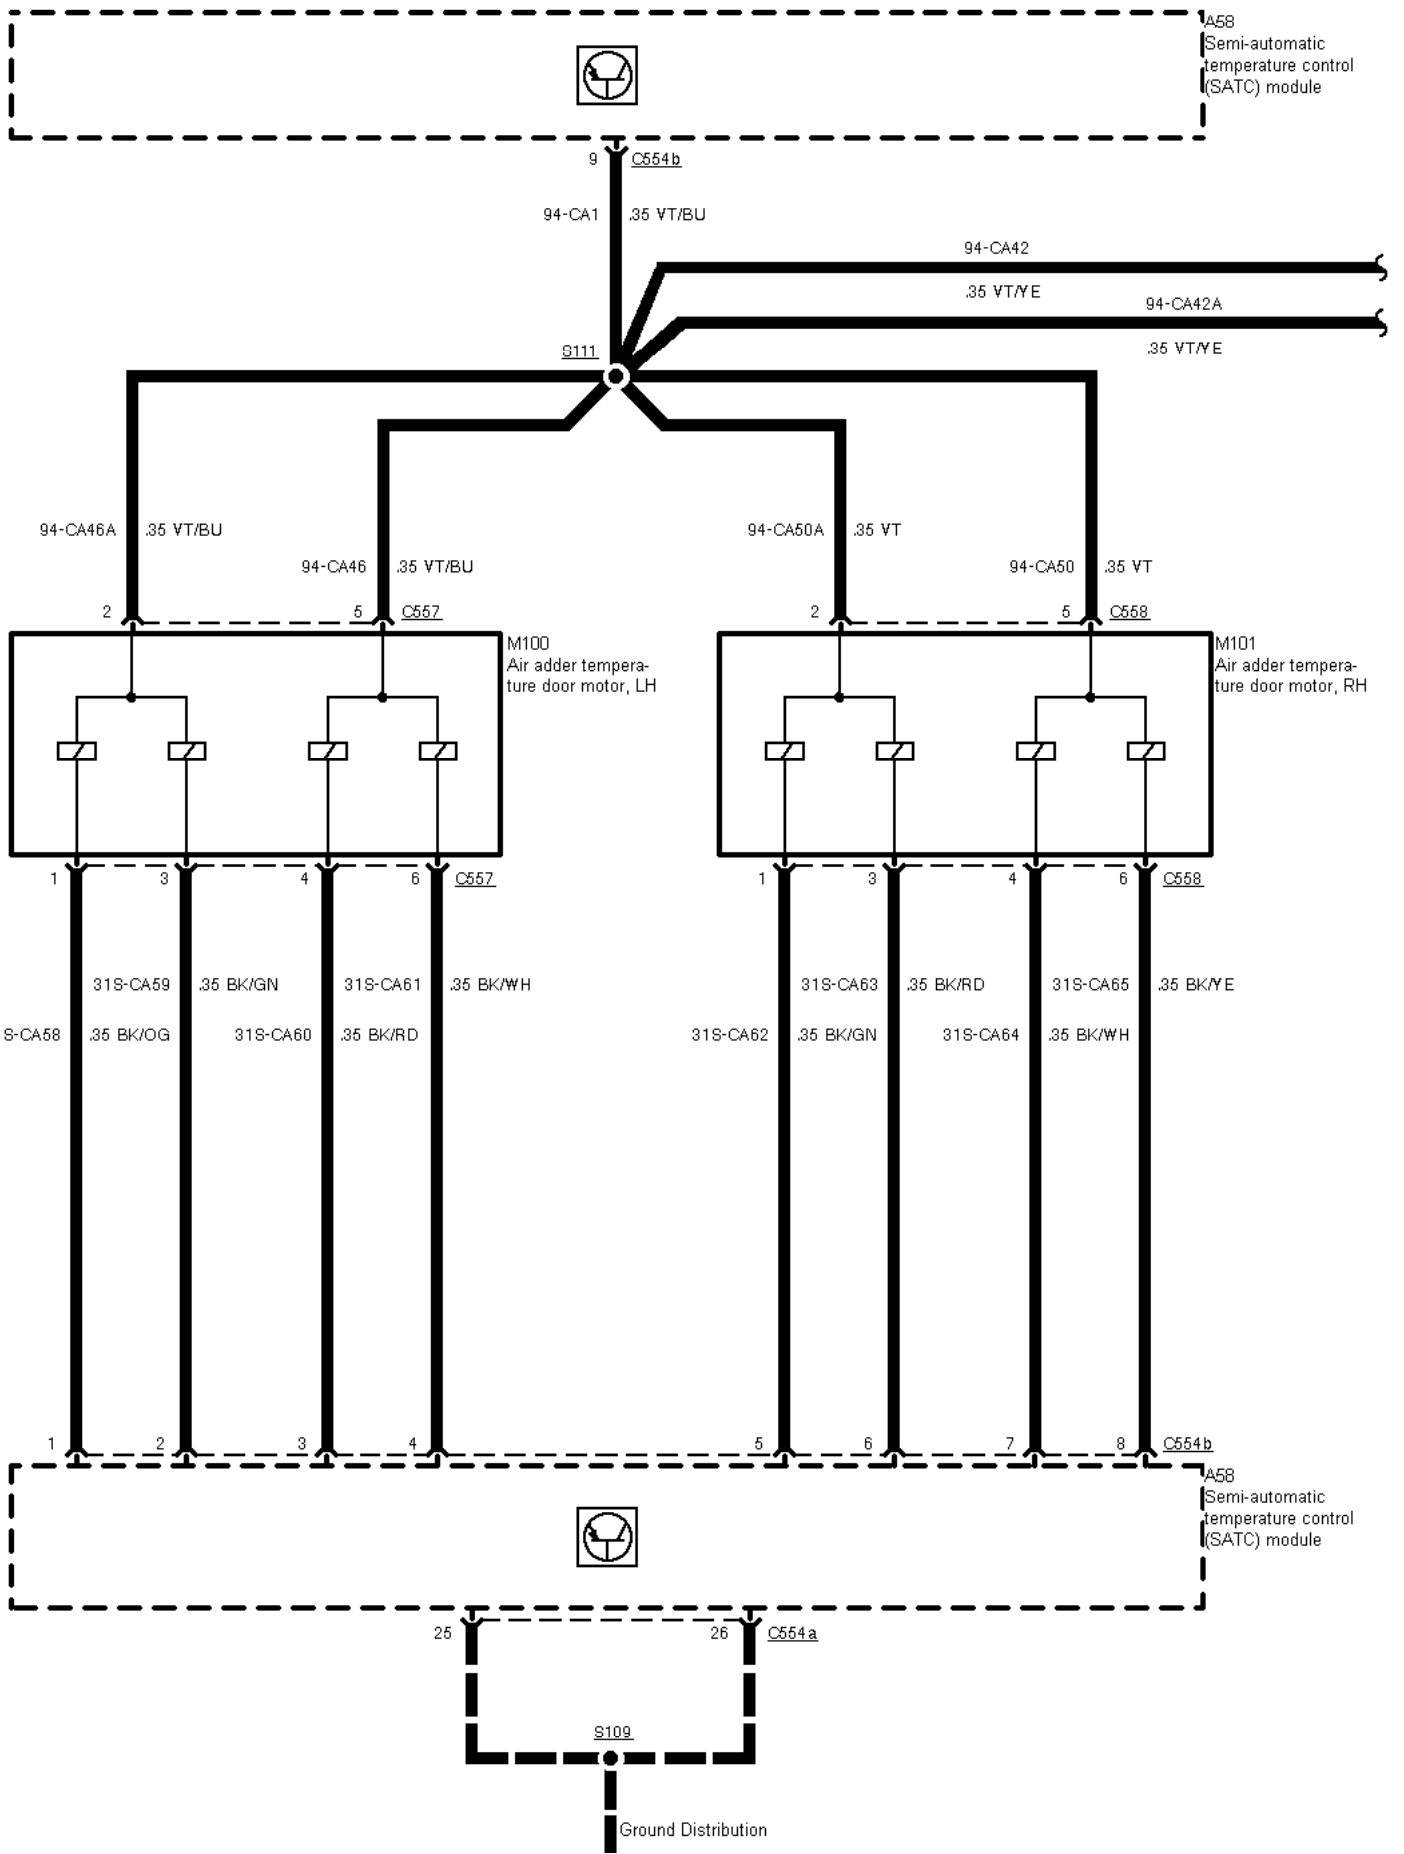 A58
Semi-automatic
temperature control
(SATC) module
9 C554b
94-CA1 .35 VT/BU
94-CA42
.35 VT/YE
94-CA42A
.35 VT/YE
S111
94-CA46A .35 VT/BU
94-CA50A .35 VT
94-CA46 .35 VT/BU
94-CA50 .35 VT
2 5 C557
2 5 C558
M100
Air adder tempera-
ture door motor, LH
M101
Air adder tempera-
ture door motor, RH
1 3 4 6 C557
1 3 4 6 C558
31S-CA59 .35 BK/GN
31S-CA61 .35 BK/WH
31S-CA63 .35 BK/RD
31S-CA65 .35 BK/YE
S-CA58 .35 BK/OG
31S-CA60 .35 BK/RD
31S-CA62 .35 BK/GN
31S-CA64 .35 BK/WH
1 2 3 4 5 6 7 8 C554b
A58
Semi-automatic
temperature control
(SATC) module
25 26 C554a
S109
Ground Distribution